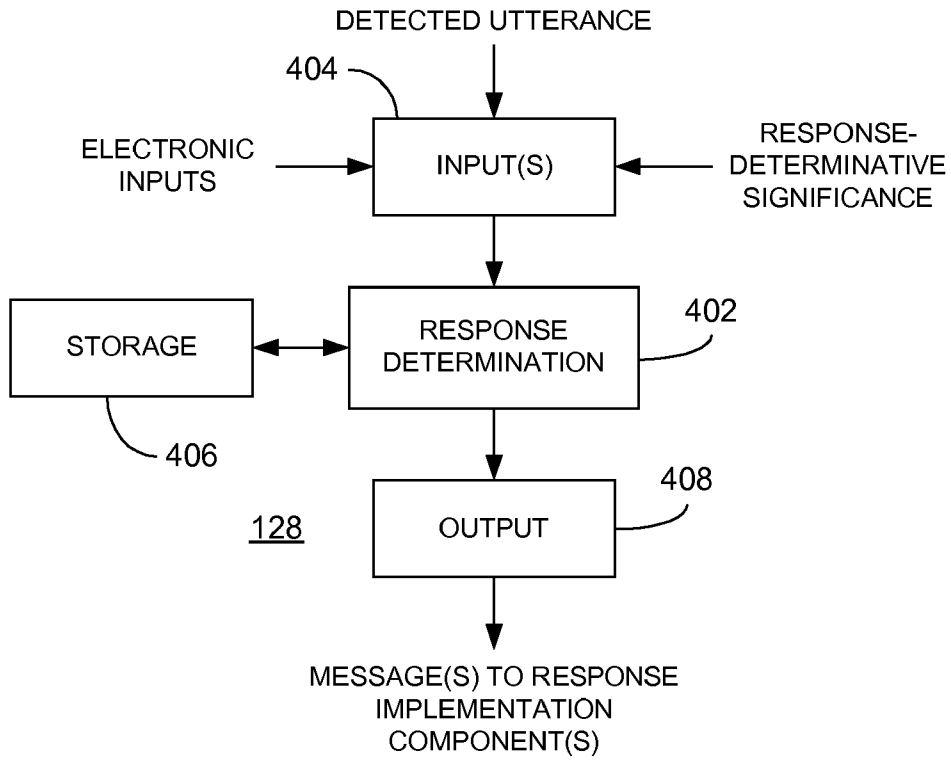 DETECTED UTTERANCE
404
ELECTRONIC
INPUTS
INPUT(S)
RESPONSE-
DETERMINATIVE
SIGNIFICANCE
STORAGE
406
RESPONSE
DETERMINATION
402
128
OUTPUT
408
MESSAGE(S) TO RESPONSE
IMPLEMENTATION
COMPONENT(S)